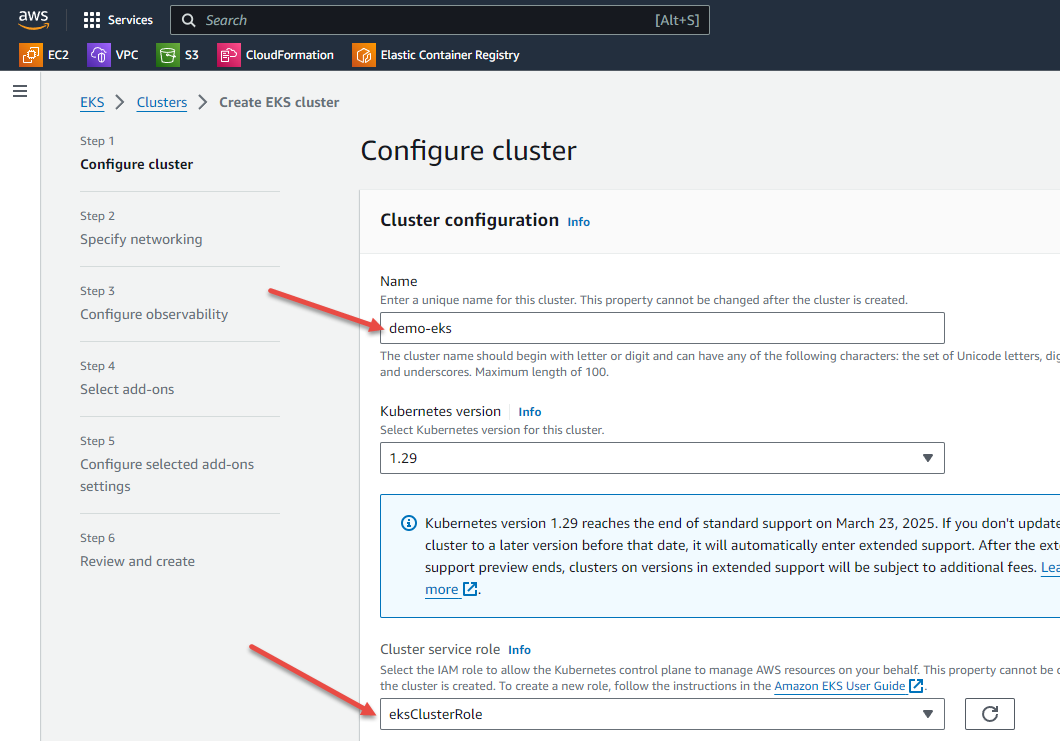 aws
Services
Search
[Alt+S]
EC2
VPC
S3
CloudFormation
Elastic Container Registry
EKS
Clusters
Create EKS cluster
Step 1
Configure cluster
Step 2
Specify networking
Step 3
Configure observability
Step 4
Select add-ons
Step 5
Configure selected add-ons
settings
Step 6
Review and create
Configure cluster
Cluster configuration Info
Name
Enter a unique name for this cluster. This property cannot be changed after the cluster is created.
demo-eks
The cluster name should begin with letter or digit and can have any of the following characters: the set of Unicode letters,
and underscores. Maximum length of 100.
Kubernetes version Info
Select Kubernetes version for this cluster.
1.29
Kubernetes version 1.29 reaches the end of standard support on March 23, 2025. If you don't update
cluster to a later version before that date, it will automatically enter extended support. After the
support preview ends, clusters on versions in extended support will be subject to additional fees.
more
Cluster service role Info
Select the IAM role to allow the Kubernetes control plane to manage AWS resources on your behalf. This property cannot be
the cluster is created. To create a new role, follow the instructions in the Amazon EKS User Guide.
eksClusterRole